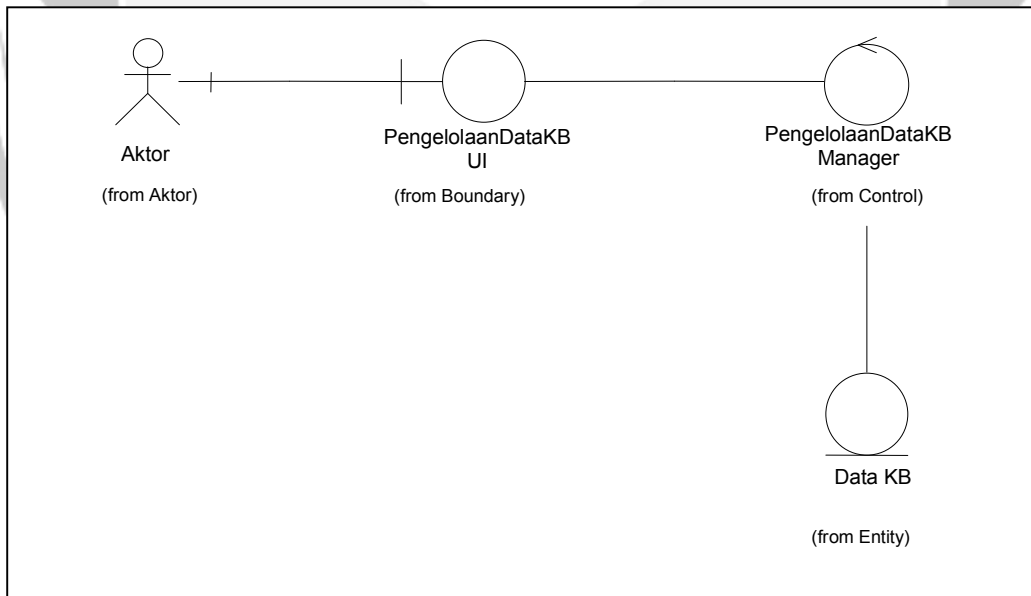 Aktor
(from Aktor)
PengelolaanDataKB
UI
(from Boundary)
PengelolaanDataKB
Manager
(from Control)
Data KB
(from Entity)